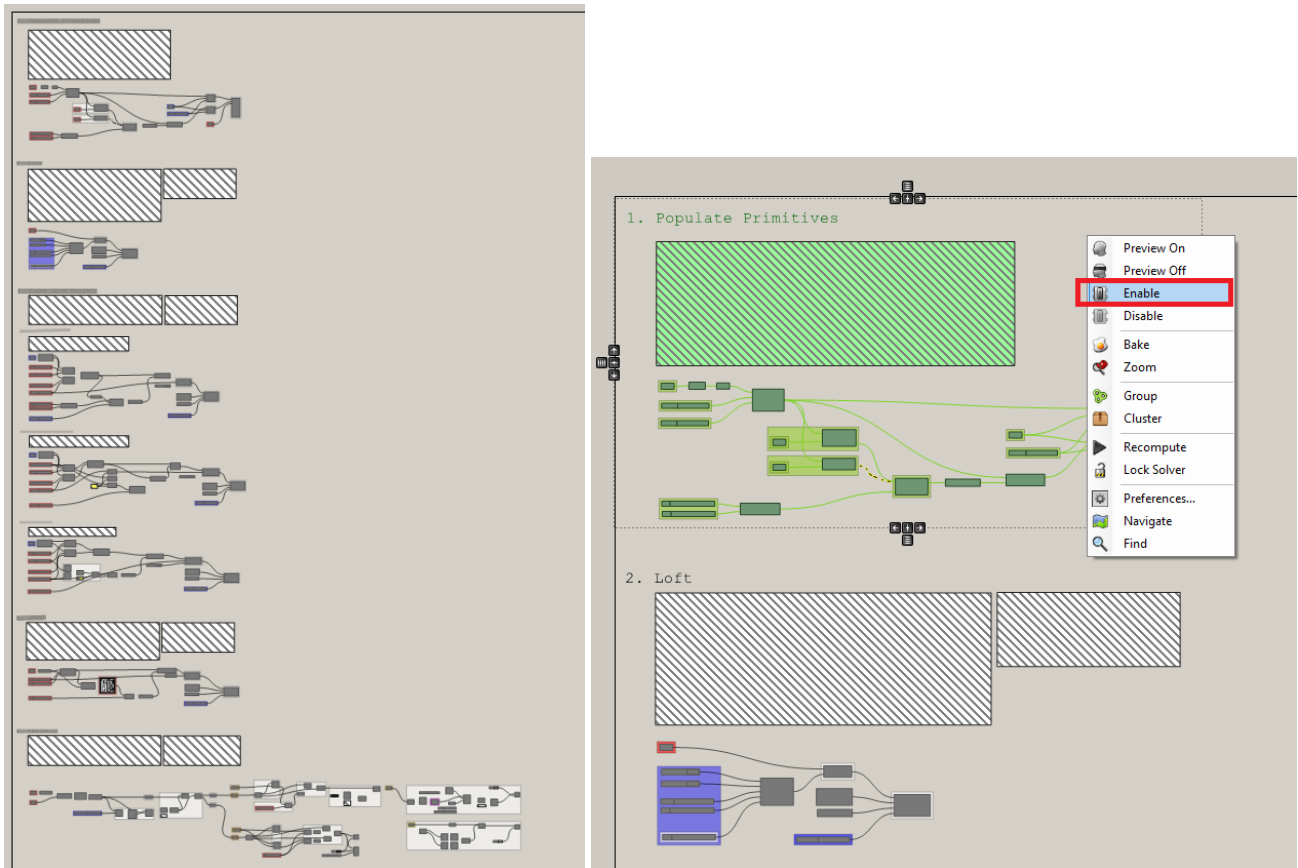 1. Populate Primitives
Preview On
Preview Off
Enable
Disable
Bake
Zoom
Group
Cluster
Recompute
Lock Solver
Preferences...
Navigate
Find
2. Loft